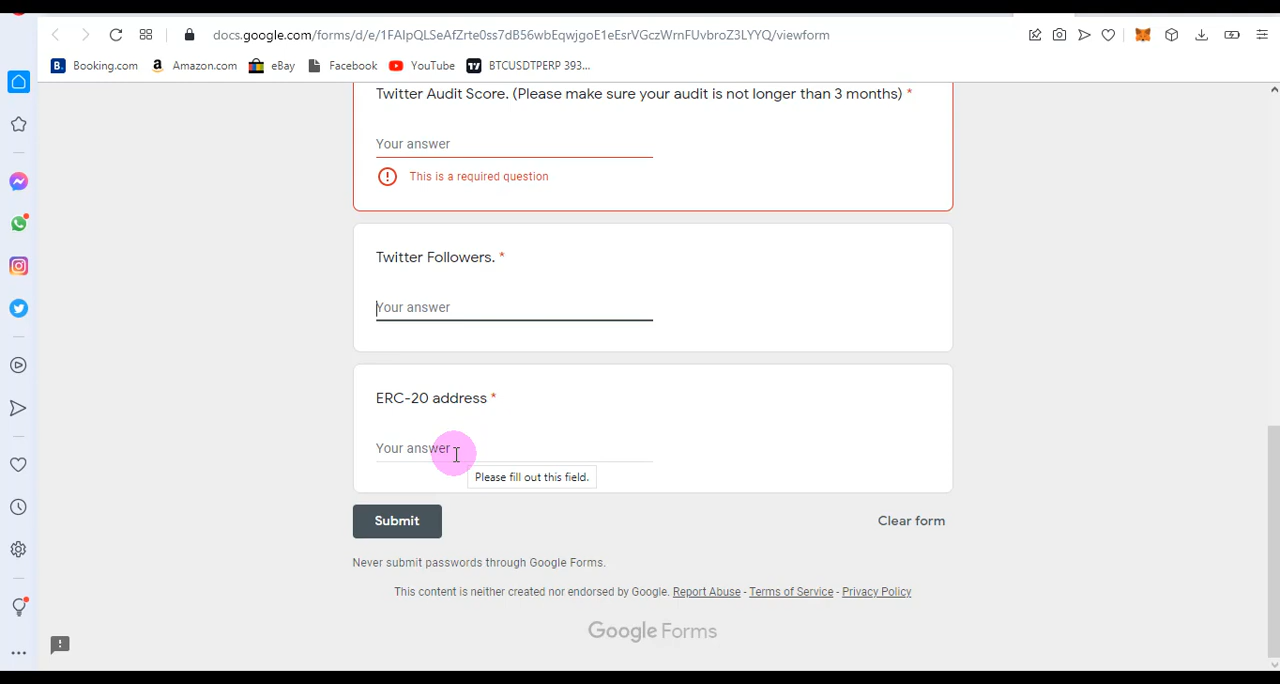 docs.google.com/forms/d/e/1FAIpQLSeAfZrte0ss7dB56wbEqwjgoE1eEsrVGczWrnFUvbroZ3LYYQ/viewform
B. Booking.com a Amazon.com eBay Facebook YouTube BTCUSDTPERP 393...
Twitter Audit Score. (Please make sure your audit is not longer than 3 months) *
Your answer
This is a required question
Twitter Followers. *
Your answer
ERC-20 address *
Your answer
Please fill out this field.
Submit
Clear form
Never submit passwords through Google Forms.
This content is neither created nor endorsed by Google. Report Abuse - Terms of Service - Privacy Policy
Google Forms